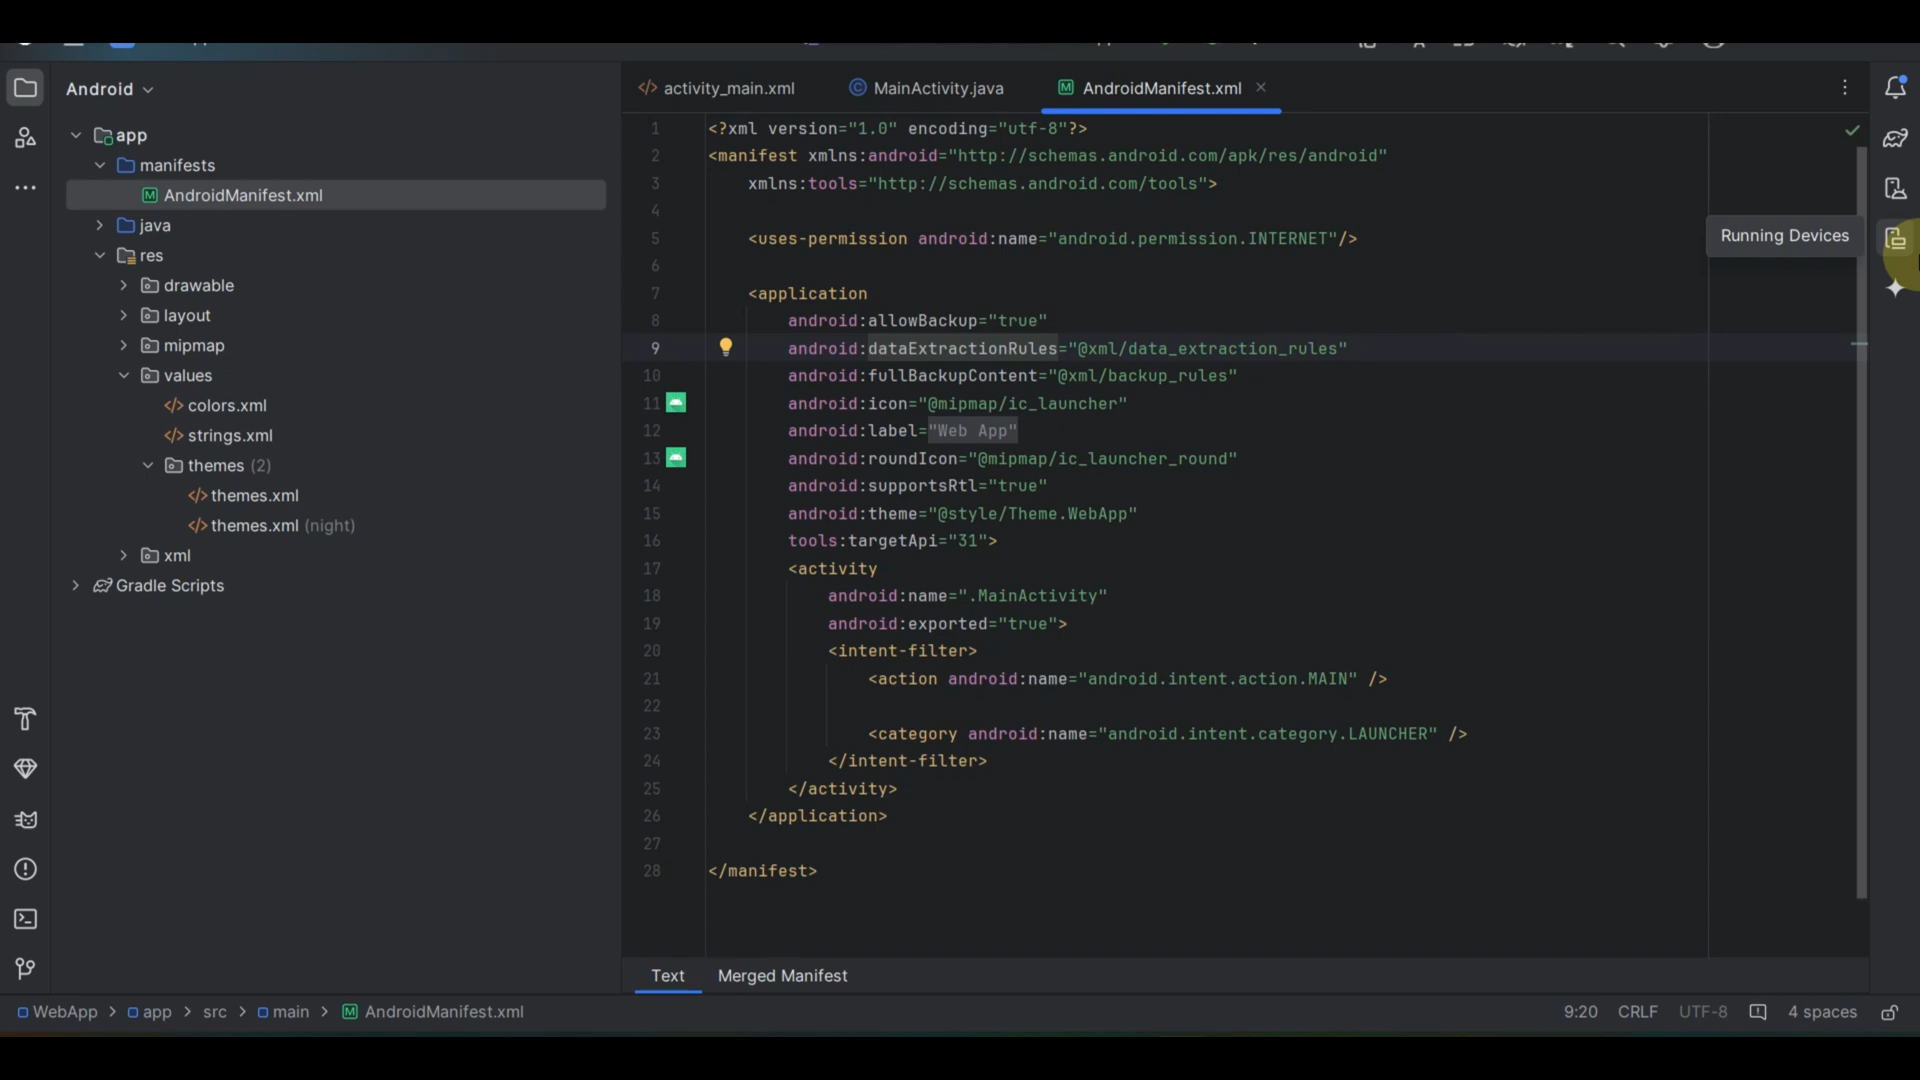 Android
app
manifests
AndroidManifest.xml
java
res
drawable
layout
mipmap
values
colors.xml
strings.xml
themes (2)
themes.xml
themes.xml (night)
xml
Gradle Scripts
activity_main.xml
MainActivity.java
AndroidManifest.xml
1 <?xml version="1.0" encoding="utf-8"?>
2 <manifest xmlns:android="http://schemas.android.com/apk/res/android"
3 xmlns:tools="http://schemas.android.com/tools">
4
5 <uses-permission android:name="android.permission.INTERNET"/>
6
7 <application
8 android:allowBackup="true"
9 android:dataExtractionRules="@xml/data_extraction_rules"
10 android:fullBackupContent="@xml/backup_rules"
11 android:icon="@mipmap/ic_launcher"
12 android:label="Web App"
13 android:roundIcon="@mipmap/ic_launcher_round"
14 android:supportsRtl="true"
15 android:theme="@style/Theme.WebApp"
16 tools:targetApi="31">
17 <activity
18 android:name=".MainActivity"
19 android:exported="true">
20 <intent-filter>
21 <action android:name="android.intent.action.MAIN" />
22
23 <category android:name="android.intent.category.LAUNCHER" />
24 </intent-filter>
25 </activity>
26 </application>
27
28 </manifest>
Running Devices
Text
Merged Manifest
WebApp > app > src > main > AndroidManifest.xml
9:20 CRLF UTF-8 4 spaces